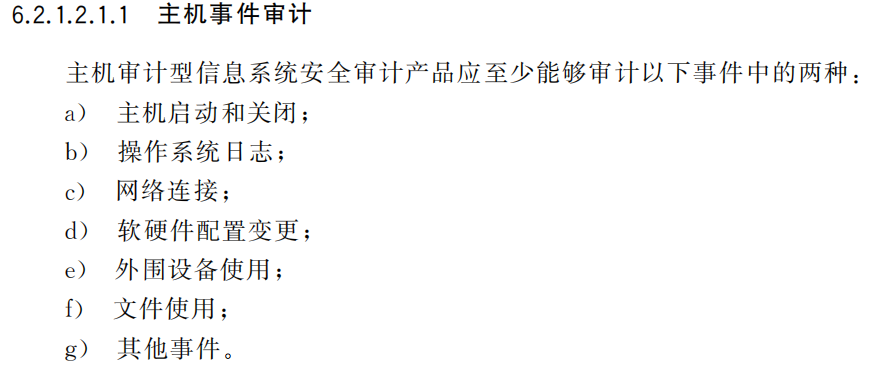 6.2.1.2.1.1 主机事件审计
主机审计型信息系统安全审计产品应至少能够审计以下事件中的两种:
a) 主机启动和关闭;
b) 操作系统日志;
c) 网络连接;
d) 软硬件配置变更;
e) 外围设备使用;
f) 文件使用;
g) 其他事件。